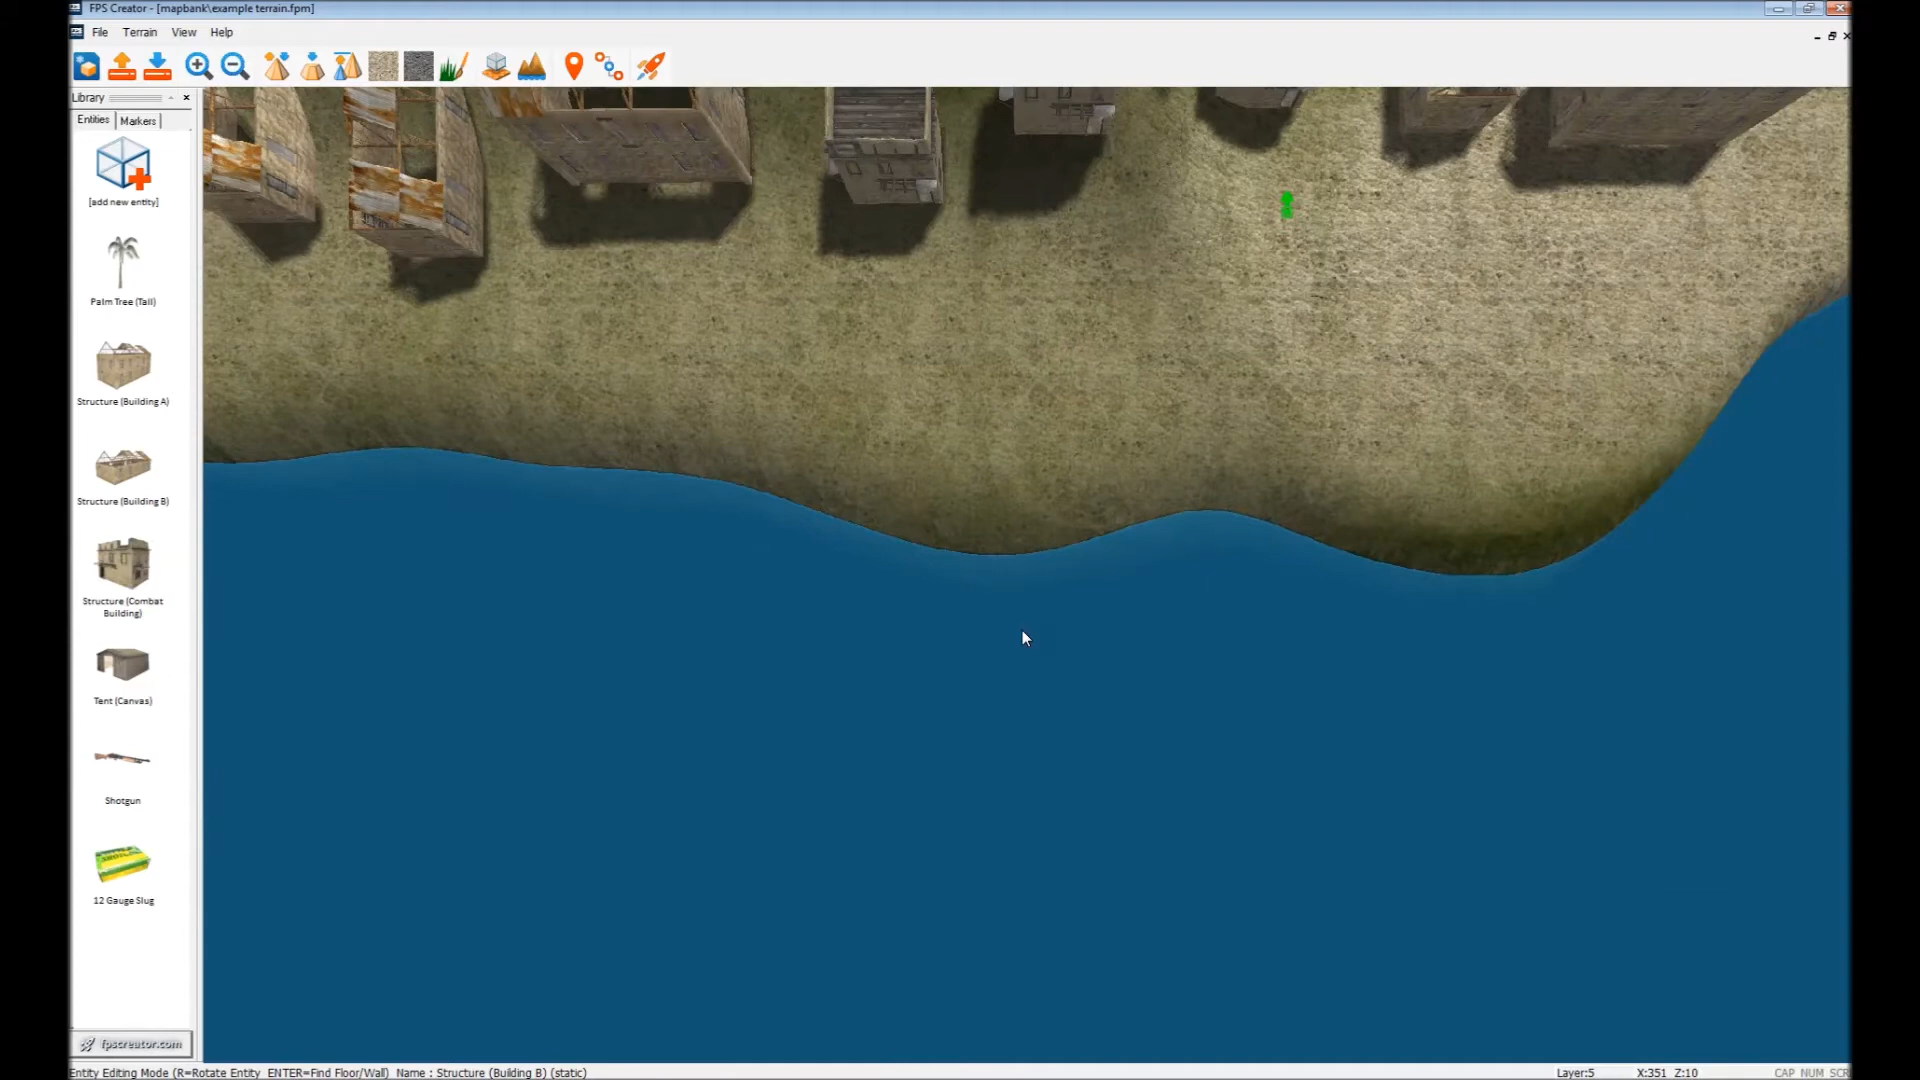 FPS Creator - [mapbank\example terrain.fpm]
File Terrain View Help
Library
Entities Markers
[add new entity]
Palm Tree (Tall)
Structure (Building A)
Structure (Building B)
Structure (Combat
Building)
Tent (Canvas)
Shotgun
12 Gauge Slug
fpscreator.com
Entity Editing Mode (R=Rotate Entity ENTER=Find Floor/Wall) Name : Structure (Building B) (static) Layer:5 X:351 Z:10 CAP NUM SCR